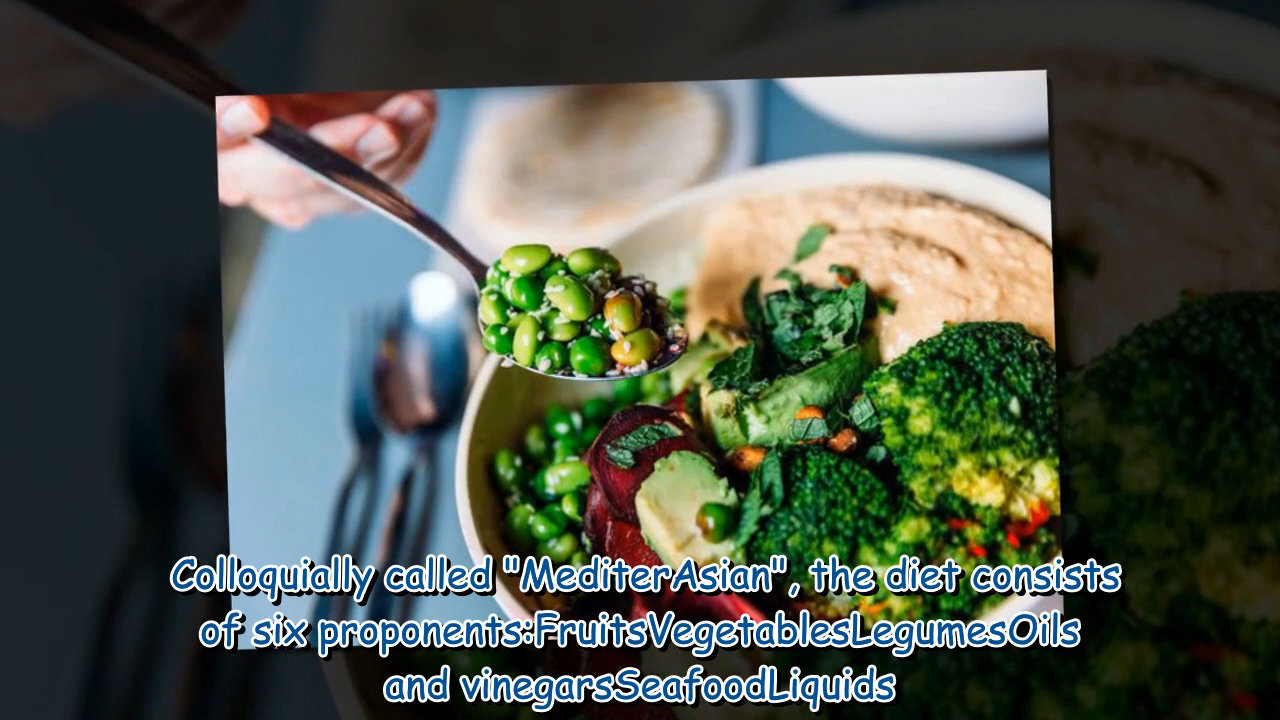 Colloquially called "MediterAsian", the diet consists
of six proponents:FruitsVegetablesLegumesOils
and vinegarsSeafoodLiquids